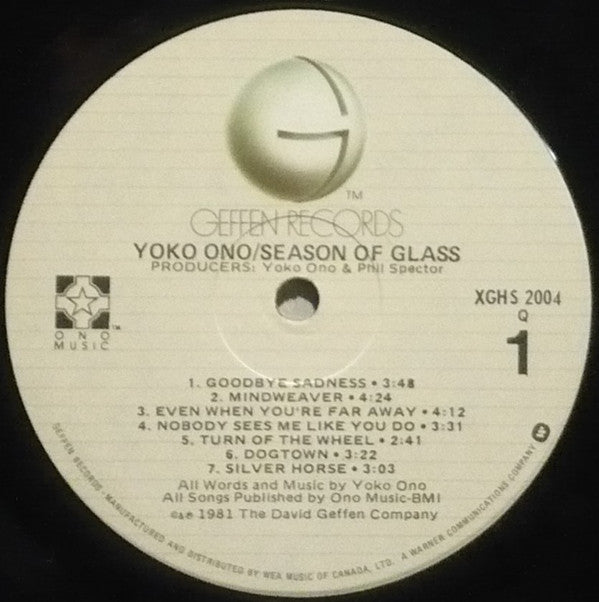 G
TM
GEFFEN RECORDS
YOKO ONO/SEASON OF GLASS
PRODUCERS: Yoko Ono & Phil Spector
ONO
MUSIC
TM
XGHS 2004
Q
1
1. GOODBYE SADNESS • 3:48
2. MINDWEAVER • 4:24
3. EVEN WHEN YOU'RE FAR AWAY • 4:12
4. NOBODY SEES ME LIKE YOU DO • 3:31
5. TURN OF THE WHEEL • 2:41
6. DOGTOWN • 3:22
7. SILVER HORSE • 3:03
All Words and Music by Yoko Ono
All Songs Published by Ono Music-BMI
©&℗ 1981 The David Geffen Company
GEFFEN RECORDS · MANUFACTURED AND DISTRIBUTED BY WEA MUSIC OF CANADA, LTD. A WARNER COMMUNICATIONS COMPANY